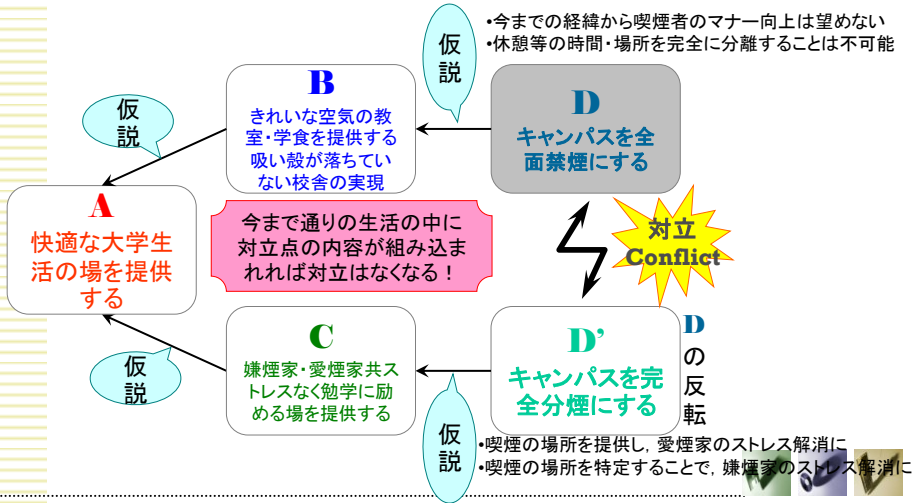 •今までの経緯から喫煙者のマナー向上は望めない
•休憩等の時間・場所を完全に分離することは不可能
仮
説
B
きれいな空気の教
室・学食を提供する
吸い殻が落ちてい
ない校舎の実現
D
キャンパスを全
面禁煙にする
仮
説
A
快適な大学生
活の場を提供
する
今まで通りの生活の中に
対立点の内容が組み込ま
れれば対立はなくなる！
対立
Conflict
仮
説
C
嫌煙家・愛煙家共ス
トレスなく勉学に励
める場を提供する
D'
キャンパスを完
全分煙にする
D
の
反
転
仮
説
•喫煙の場所を提供し，愛煙家のストレス解消に
•喫煙の場所を特定することで，嫌煙家のストレス解消に